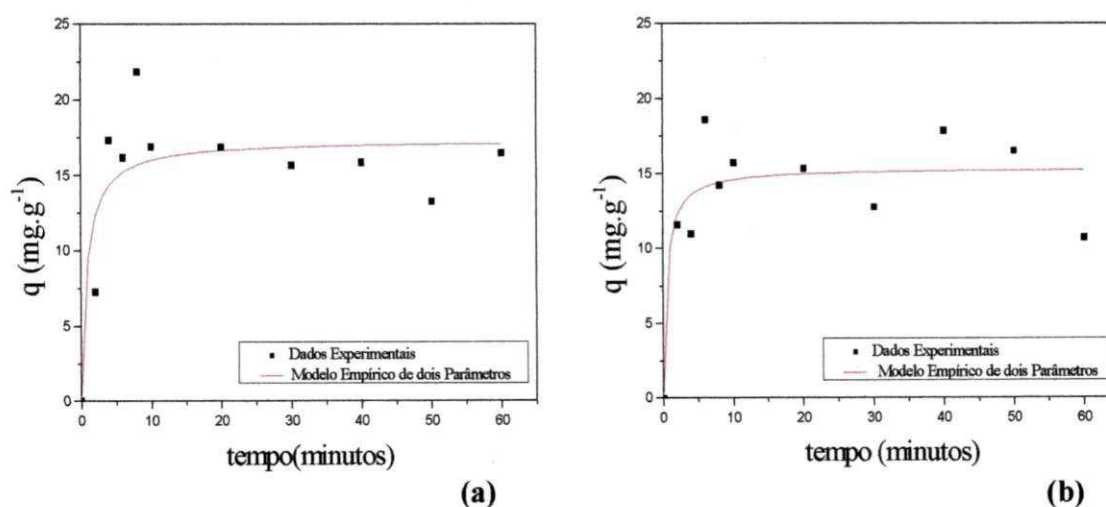 25
20
15
10
5
0
q (mg.g⁻¹)
0 10 20 30 40 50 60
tempo(minutos)
Dados Experimentais
Modelo Empírico de dois Parâmetros
(a)
25
20
15
10
5
0
q (mg.g⁻¹)
0 10 20 30 40 50 60
tempo (minutos)
Dados Experimentais
Modelo Empírico de dois Parâmetros
(b)